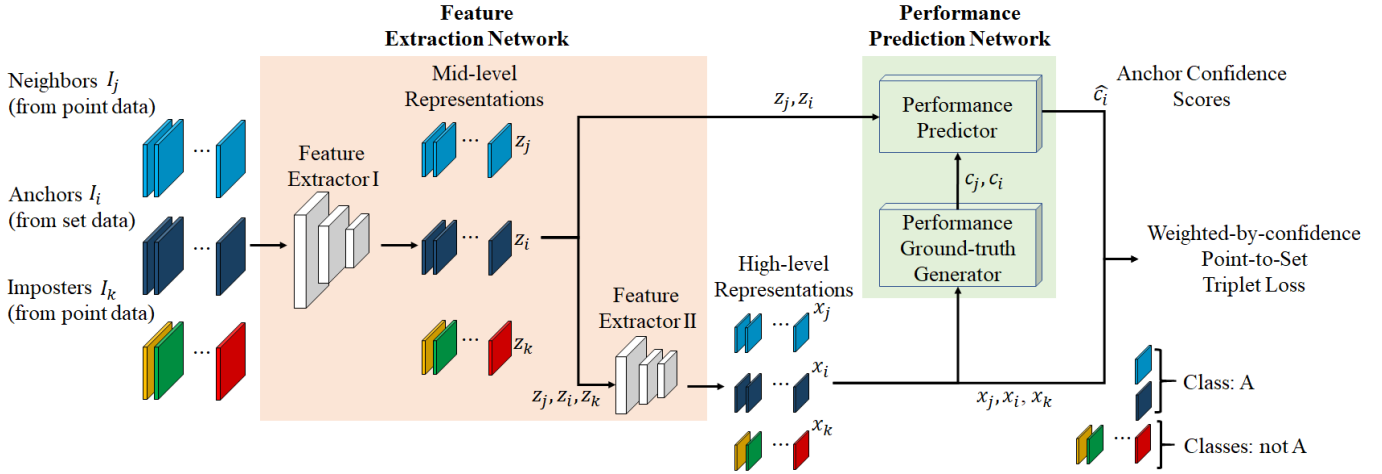 Feature
Extraction Network
Performance
Prediction Network
Neighbors I_j
(from point data)
Anchors I_i
(from set data)
Imposters I_k
(from point data)
...
...
...
Feature
Extractor I
Mid-level
Representations
... z_j
... z_i
... z_k
z_j, z_i
z_j, z_i, z_k
Feature
Extractor II
High-level
Representations
... x_j
... x_i
... x_k
Performance
Predictor
c_j, c_i
Performance
Ground-truth
Generator
ĉ_i
Anchor Confidence
Scores
Weighted-by-confidence
Point-to-Set
Triplet Loss
x_j, x_i, x_k
Class: A
... Classes: not A